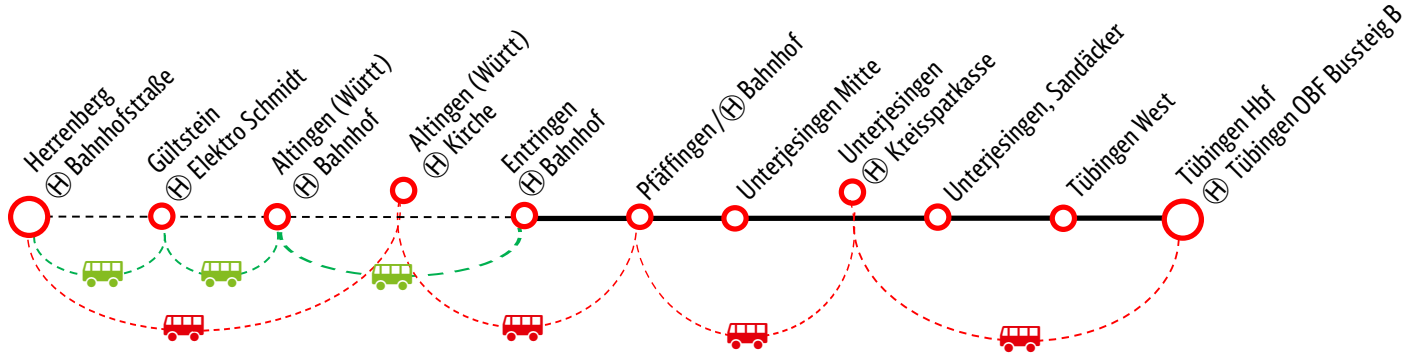 Herrenberg
Ⓗ Bahnhofstraße
Gültstein
Ⓗ Elektro Schmidt
Altingen (Württ)
Ⓗ Bahnhof
Altingen (Württ)
Ⓗ Kirche
Entringen
Ⓗ Bahnhof
Pfäffingen / Ⓗ Bahnhof
Unterjesingen Mitte
Unterjesingen
Ⓗ Kreissparkasse
Unterjesingen, Sandäcker
Tübingen West
Tübingen Hbf
Ⓗ Tübingen OBF Bussteig B